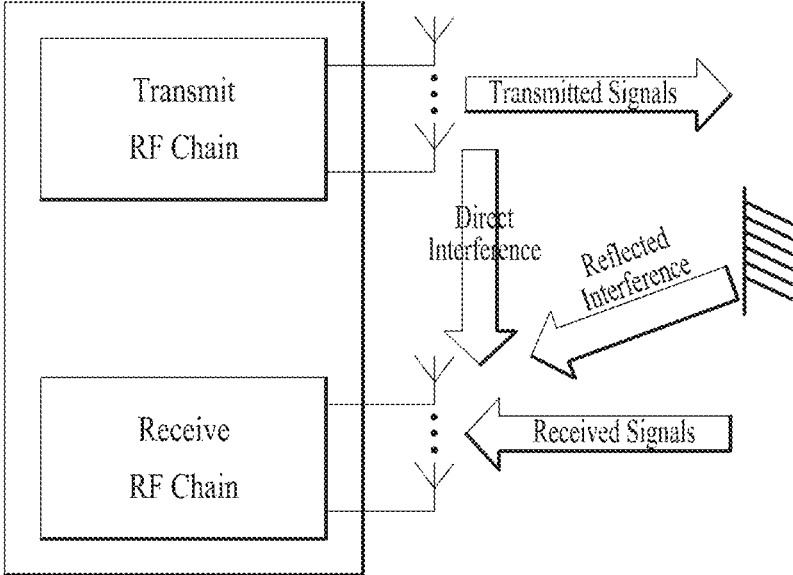 Transmit
RF Chain
Transmitted Signals
Direct
Interference
Reflected
Interference
Receive
RF Chain
Received Signals